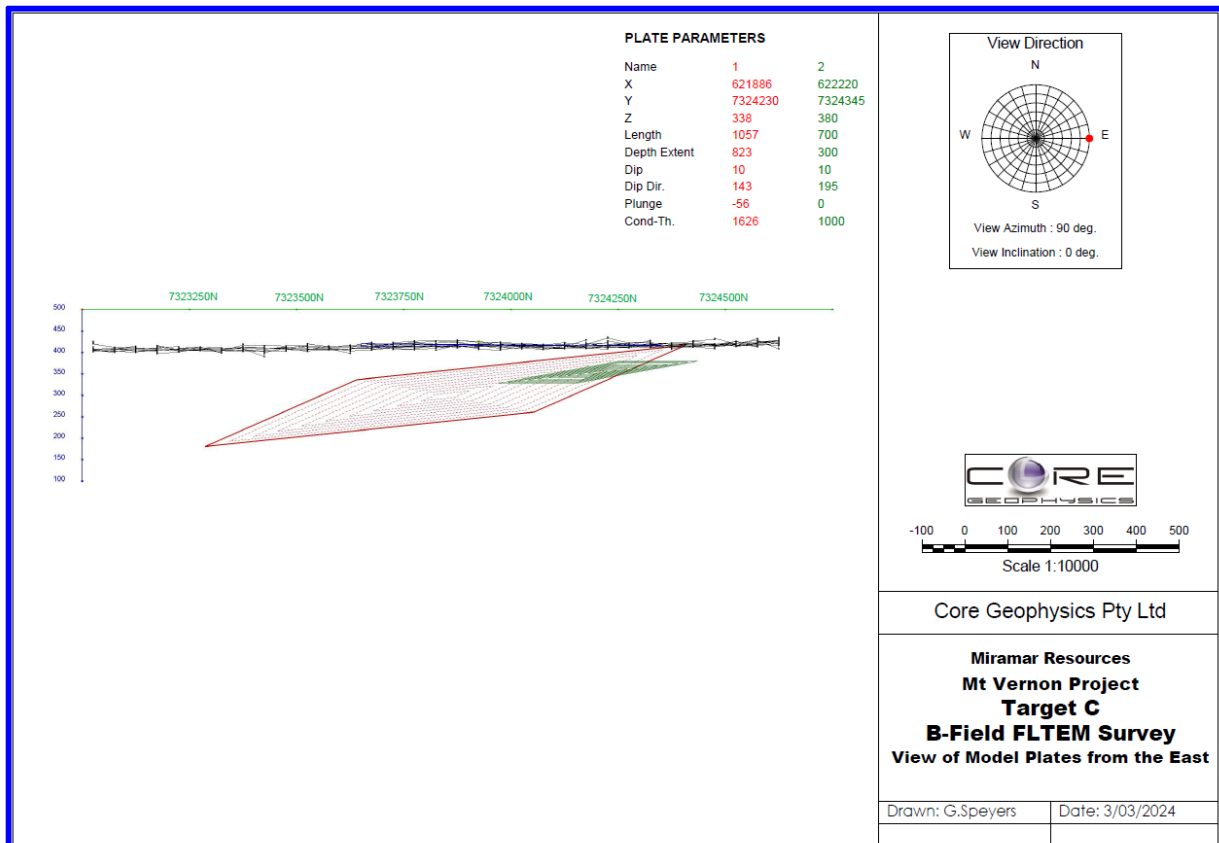 PLATE PARAMETERS
Name 1 2
X 621886 622220
Y 7324230 7324345
Z 338 380
Length 1057 700
Depth Extent 823 300
Dip 10 10
Dip Dir. 143 195
Plunge -56 0
Cond-Th. 1626 1000
7323250N 7323500N 7323750N 7324000N 7324250N 7324500N
500
450
400
350
300
250
200
150
100
View Direction
N
W E
S
View Azimuth : 90 deg.
View Inclination : 0 deg.
CORE
GEOPHYSICS
-100 0 100 200 300 400 500
Scale 1:10000
Core Geophysics Pty Ltd
Miramar Resources
Mt Vernon Project
Target C
B-Field FLTEM Survey
View of Model Plates from the East
Drawn: G.Speyers Date: 3/03/2024